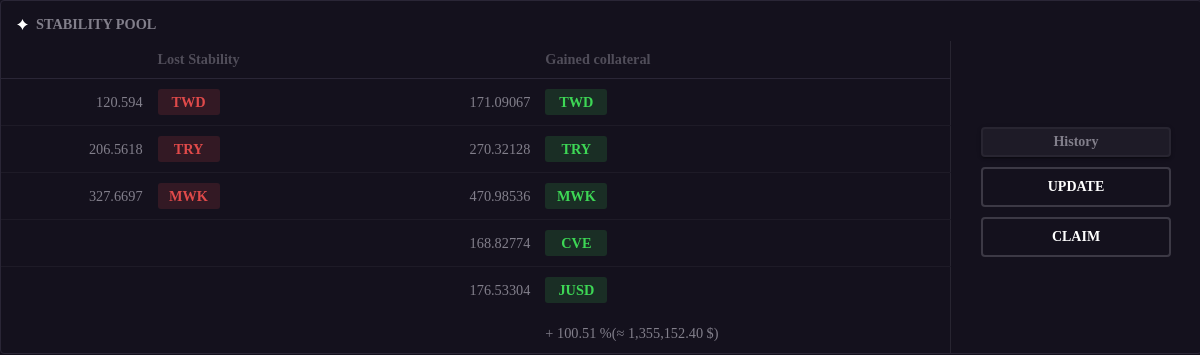 STABILITY POOL
Lost Stability Gained collateral
120.594 TWD 171.09067 TWD
History
206.5618 TRY 270.32128 TRY
UPDATE
327.6697 MWK 470.98536 MWK
CLAIM
168.82774 CVE
176.53304 JUSD
+ 100.51 %(≈ 1,355,152.40 $)